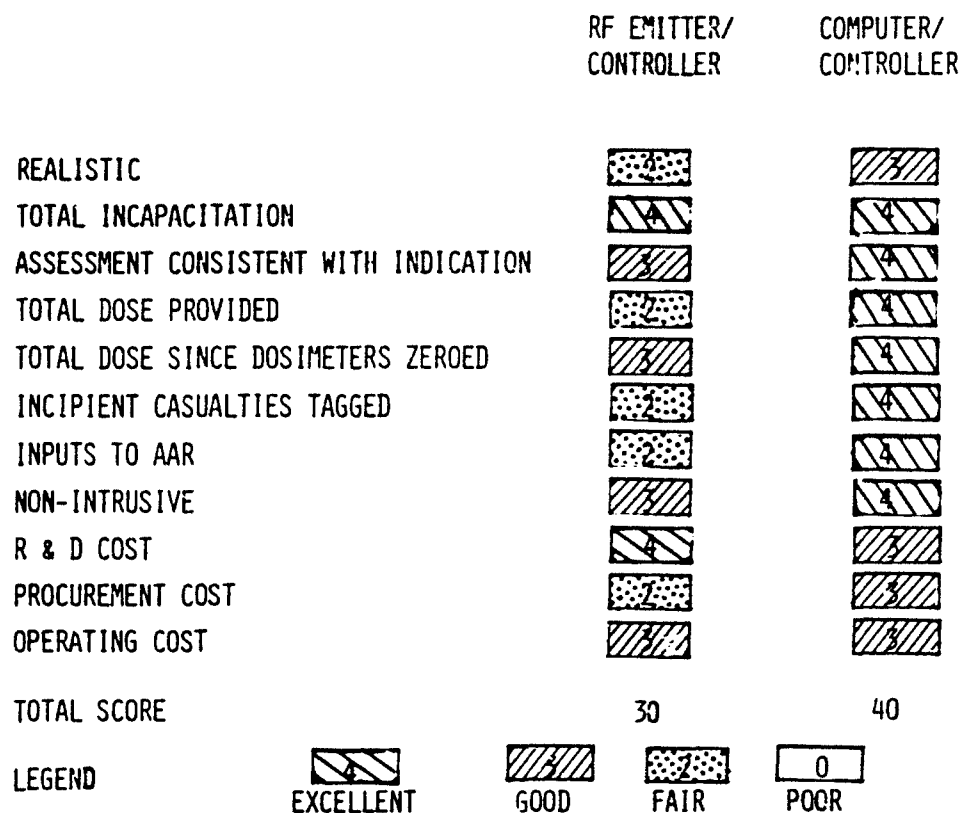 RF EMITTER/ COMPUTER/
CONTROLLER CONTROLLER
REALISTIC 2 3
TOTAL INCAPACITATION 4 4
ASSESSMENT CONSISTENT WITH INDICATION 3 4
TOTAL DOSE PROVIDED 2 4
TOTAL DOSE SINCE DOSIMETERS ZEROED 3 4
INCIPIENT CASUALTIES TAGGED 2 4
INPUTS TO AAR 2 4
NON-INTRUSIVE 3 4
R & D COST 4 3
PROCUREMENT COST 2 3
OPERATING COST 3 3
TOTAL SCORE 30 40
LEGEND 4 3 2 0
EXCELLENT GOOD FAIR POOR